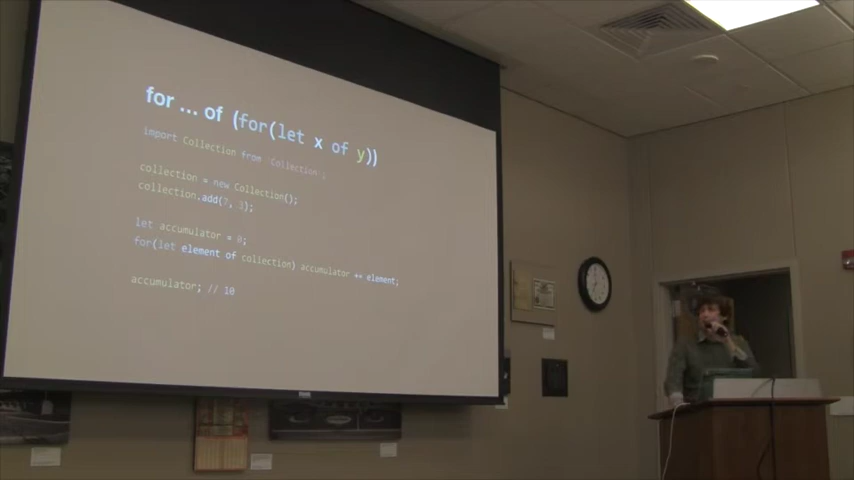 for ... of (for(let x of y))
import Collection from 'Collection';
collection = new Collection();
collection.add(7, 3);
let accumulator = 0;
for(let element of collection) accumulator += element;
accumulator; // 10